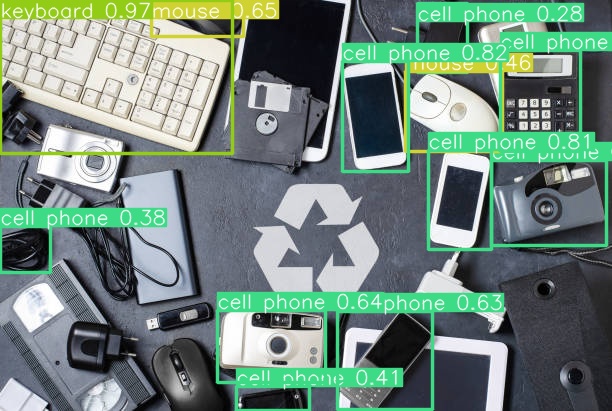 keyboard 0.97
mouse 0.65
cell phone 0.28
cell phone
cell phone 0.82
mouse 0.46
cell phone 0.81
cell phone
cell phone 0.38
cell phone 0.64
phone 0.63
cell phone 0.41